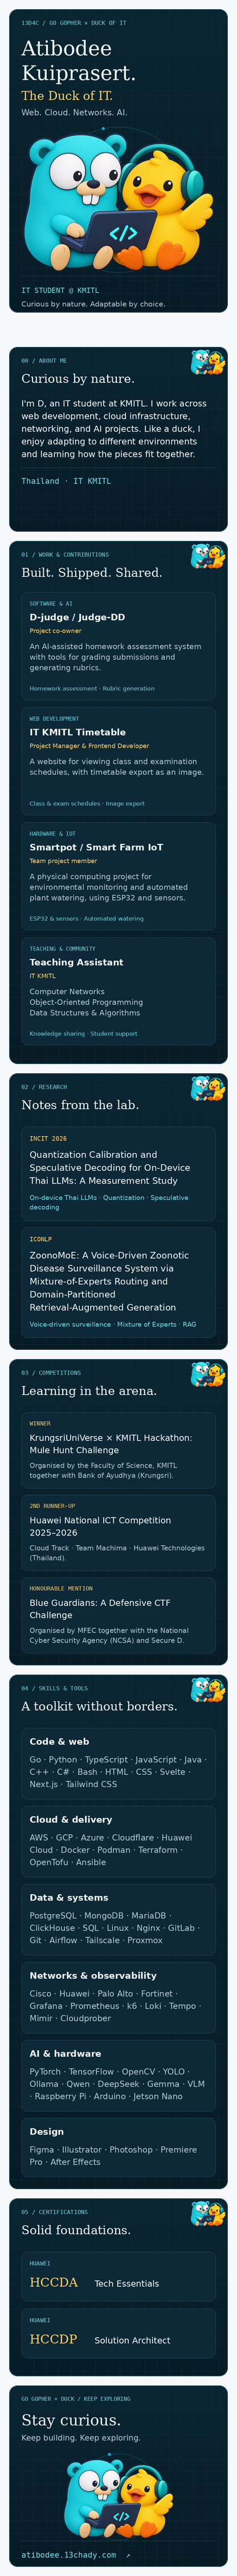 13D4C / GO GOPHER × DUCK OF IT
Atibodee
Kuiprasert.
The Duck of IT.
Web. Cloud. Networks. AI.
</>
IT STUDENT @ KMITL
Curious by nature. Adaptable by choice.
00 / ABOUT ME
Curious by nature.
I'm D, an IT student at KMITL. I work across
web development, cloud infrastructure,
networking, and AI projects. Like a duck, I
enjoy adapting to different environments
and learning how the pieces fit together.
Thailand · IT KMITL
01 / WORK & CONTRIBUTIONS
Built. Shipped. Shared.
SOFTWARE & AI
D-judge / Judge-DD
Project co-owner
An AI-assisted homework assessment system
with tools for grading submissions and
generating rubrics.
Homework assessment · Rubric generation
WEB DEVELOPMENT
IT KMITL Timetable
Project Manager & Frontend Developer
A website for viewing class and examination
schedules, with timetable export as an image.
Class & exam schedules · Image export
HARDWARE & IOT
Smartpot / Smart Farm IoT
Team project member
A physical computing project for
environmental monitoring and automated
plant watering, using ESP32 and sensors.
ESP32 & sensors · Automated watering
TEACHING & COMMUNITY
Teaching Assistant
IT KMITL
Computer Networks
Object-Oriented Programming
Data Structures & Algorithms
Knowledge sharing · Student support
02 / RESEARCH
Notes from the lab.
INCIT 2026
Quantization Calibration and
Speculative Decoding for On-Device
Thai LLMs: A Measurement Study
On-device Thai LLMs · Quantization · Speculative
decoding
ICONLP
ZoonoMoE: A Voice-Driven Zoonotic
Disease Surveillance System via
Mixture-of-Experts Routing and
Domain-Partitioned
Retrieval-Augmented Generation
Voice-driven surveillance · Mixture of Experts · RAG
03 / COMPETITIONS
Learning in the arena.
WINNER
KrungsriUniVerse × KMITL Hackathon:
Mule Hunt Challenge
Organised by the Faculty of Science, KMITL
together with Bank of Ayudhya (Krungsri).
2ND RUNNER-UP
Huawei National ICT Competition
2025–2026
Cloud Track · Team Machima · Huawei Technologies
(Thailand).
HONOURABLE MENTION
Blue Guardians: A Defensive CTF
Challenge
Organised by MFEC together with the National
Cyber Security Agency (NCSA) and Secure D.
04 / SKILLS & TOOLS
A toolkit without borders.
Code & web
Go · Python · TypeScript · JavaScript · Java ·
C++ · C# · Bash · HTML · CSS · Svelte ·
Next.js · Tailwind CSS
Cloud & delivery
AWS · GCP · Azure · Cloudflare · Huawei
Cloud · Docker · Podman · Terraform ·
OpenTofu · Ansible
Data & systems
PostgreSQL · MongoDB · MariaDB ·
ClickHouse · SQL · Linux · Nginx · GitLab ·
Git · Airflow · Tailscale · Proxmox
Networks & observability
Cisco · Huawei · Palo Alto · Fortinet ·
Grafana · Prometheus · k6 · Loki · Tempo ·
Mimir · Cloudprober
AI & hardware
PyTorch · TensorFlow · OpenCV · YOLO ·
Ollama · Qwen · DeepSeek · Gemma · VLM
· Raspberry Pi · Arduino · Jetson Nano
Design
Figma · Illustrator · Photoshop · Premiere
Pro · After Effects
05 / CERTIFICATIONS
Solid foundations.
HUAWEI
HCCDA Tech Essentials
HUAWEI
HCCDP Solution Architect
GO GOPHER × DUCK / KEEP EXPLORING
Stay curious.
Keep building. Keep exploring.
</>
atibodee.13chady.com ↗